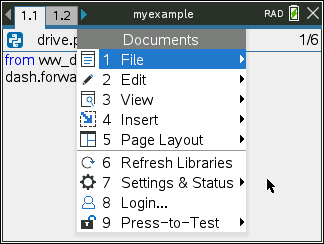 1.1 1.2 myexample RAD
drive.p 1/6
Documents
from ww_d
dash.forwa
1 File
2 Edit
3 View
4 Insert
5 Page Layout
6 Refresh Libraries
7 Settings & Status
8 Login...
9 Press-to-Test